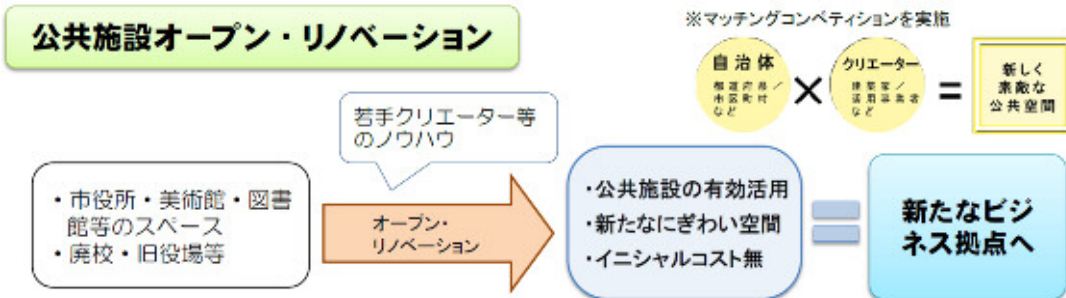 公共施設オープン・リノベーション
※マッチングコンペティションを実施
自治体
都道府県／
市区町村
など
×
クリエーター
建築家／
活用事業者
など
=
新しく
素敵な
公共空間
若手クリエーター等
のノウハウ
・市役所・美術館・図書
館等のスペース
・廃校・旧役場等
オープン・
リノベーション
・公共施設の有効活用
・新たなにぎわい空間
・イニシャルコスト無
=
新たなビジ
ネス拠点へ